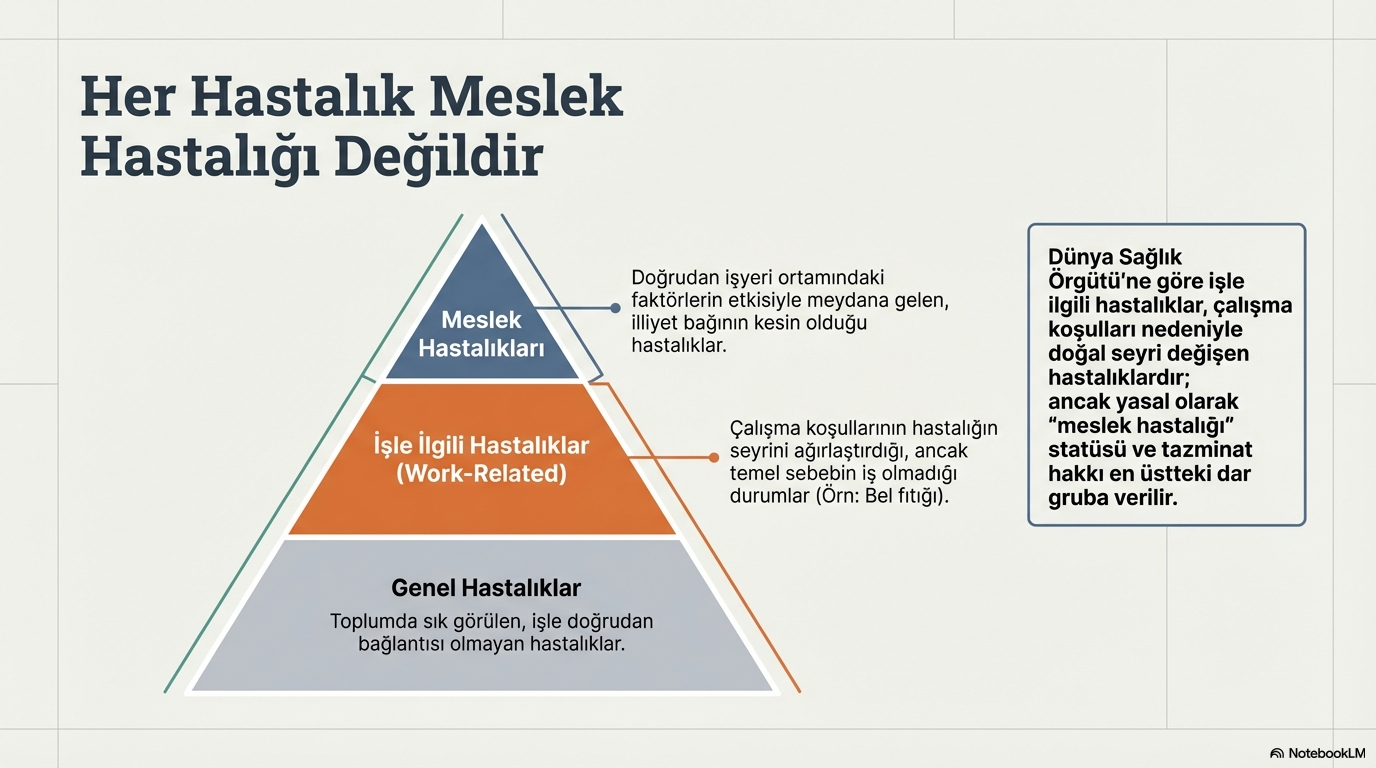 Her Hastalık Meslek
Hastalığı Değildir
Meslek
Hastalıkları
Doğrudan işyeri ortamındaki
faktörlerin etkisiyle meydana gelen,
illiyet bağının kesin olduğu
hastalıklar.
İşle İlgili Hastalıklar
(Work-Related)
Çalışma koşullarının hastalığın
seyrini ağırlaştırdığı, ancak
temel sebebin iş olmadığı
durumlar (Örn: Bel fıtığı).
Genel Hastalıklar
Toplumda sık görülen, işle doğrudan
bağlantısı olmayan hastalıklar.
Dünya Sağlık
Örgütü'ne göre işle
ilgili hastalıklar, çalışma
koşulları nedeniyle
doğal seyri değişen
hastalıklardır;
ancak yasal olarak
“meslek hastalığı”
statüsü ve tazminat
hakkı en üstteki dar
gruba verilir.
NotebookLM